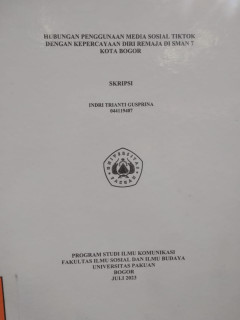 HUBUNGAN PENGGUNAAN MEDIA SOSIAL TIKTOK
DENGAN KEPERCAYAAN DIRI REMAJA DI SMAN 7
KOTA BOGOR
SKRIPSI
INDRI TRIANTI GUSPRINA
044119407
PROGRAM STUDI ILMU KOMUNIKASI
FAKULTAS ILMU SOSIAL DAN ILMU BUDAYA
UNIVERSITAS PAKUAN
BOGOR
JULI 2023